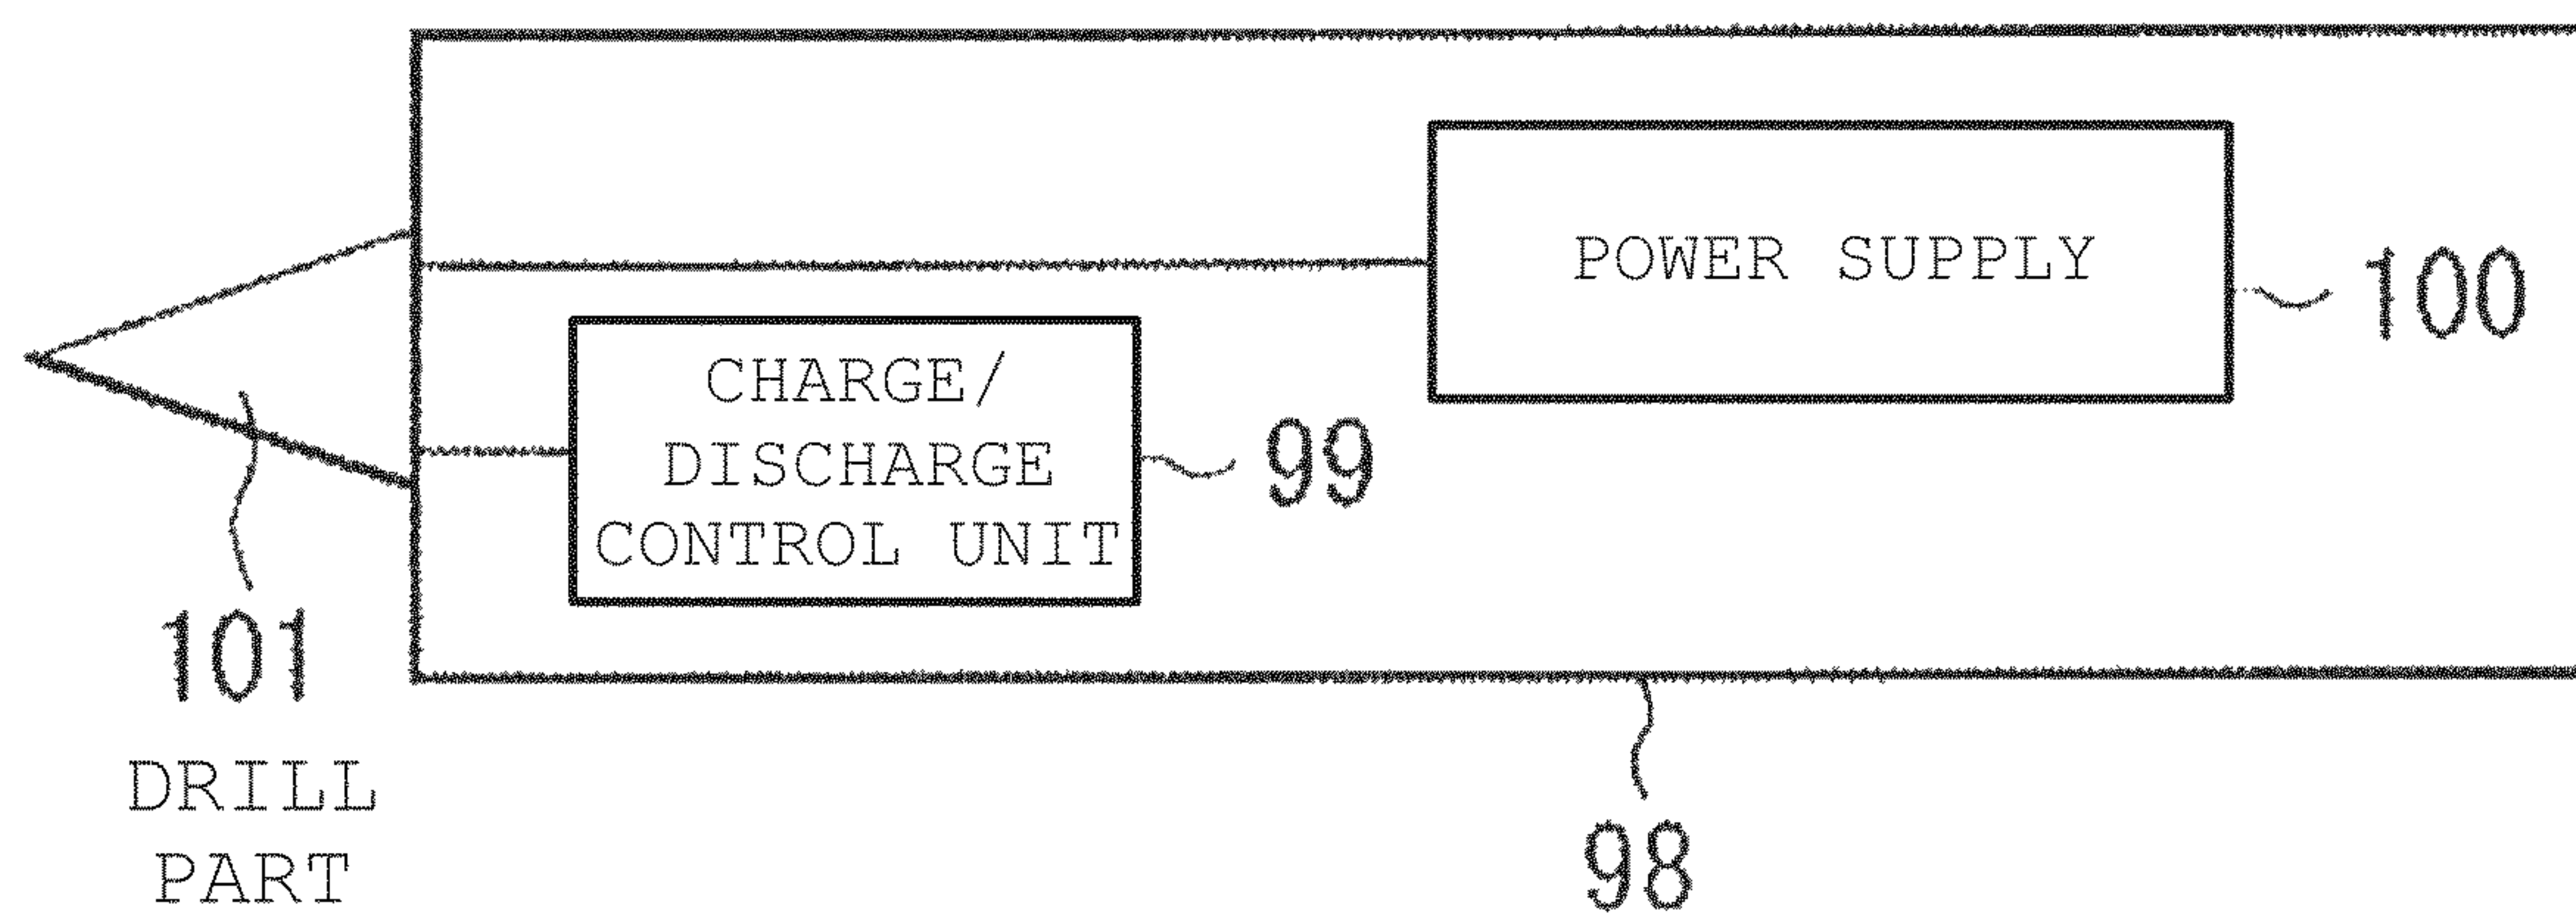 POWER SUPPLY
100
CHARGE/
DISCHARGE
CONTROL UNIT
99
101
DRILL
PART
98